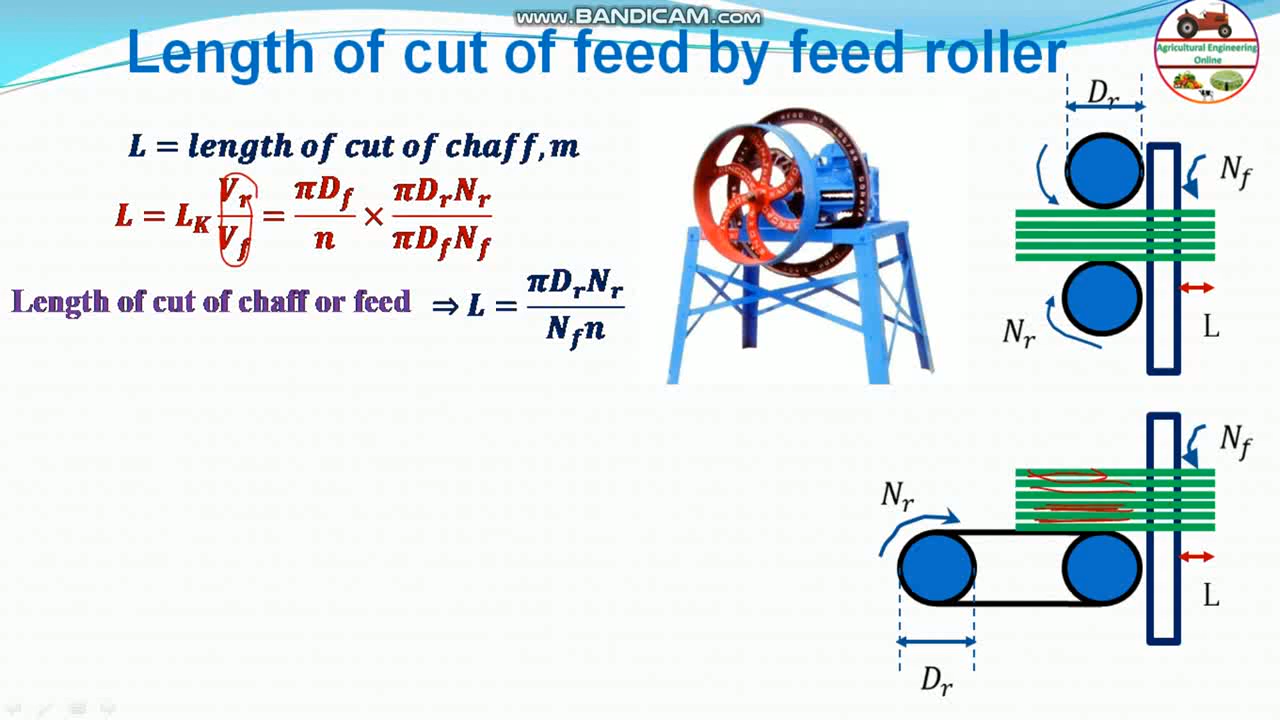 www.BANDICAM.com
Length of cut of feed by feed roller
Agricultural Engineering
Online
L = length of cut of chaff, m
L = L_K V_r/V_f = πD_f/n × πD_rN_r/πD_fN_f
Length of cut of chaff or feed ⇒ L = πD_rN_r/N_fn
D_r
N_f
N_r
L
N_f
N_r
L
D_r